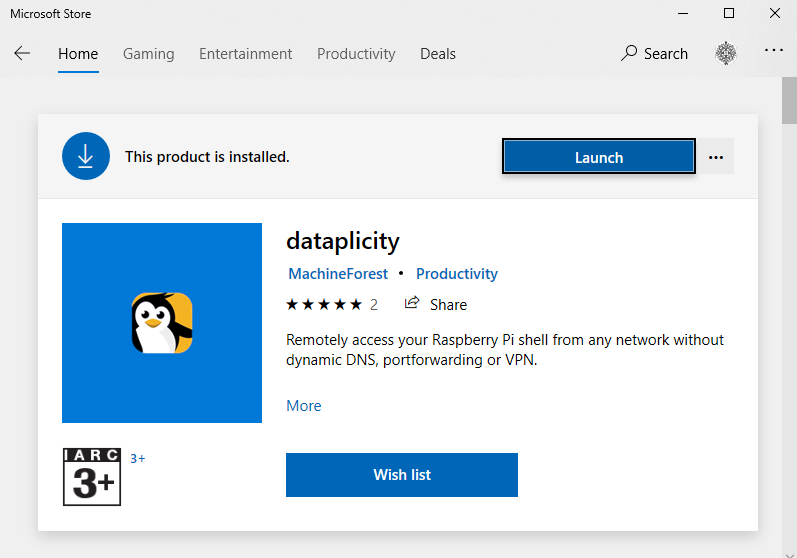 Microsoft Store
Home Gaming Entertainment Productivity Deals Search
This product is installed. Launch
dataplicity
MachineForest • Productivity
★★★★★ 2 Share
Remotely access your Raspberry Pi shell from any network without
dynamic DNS, portforwarding or VPN.
More
IARC
3+
3+
Wish list